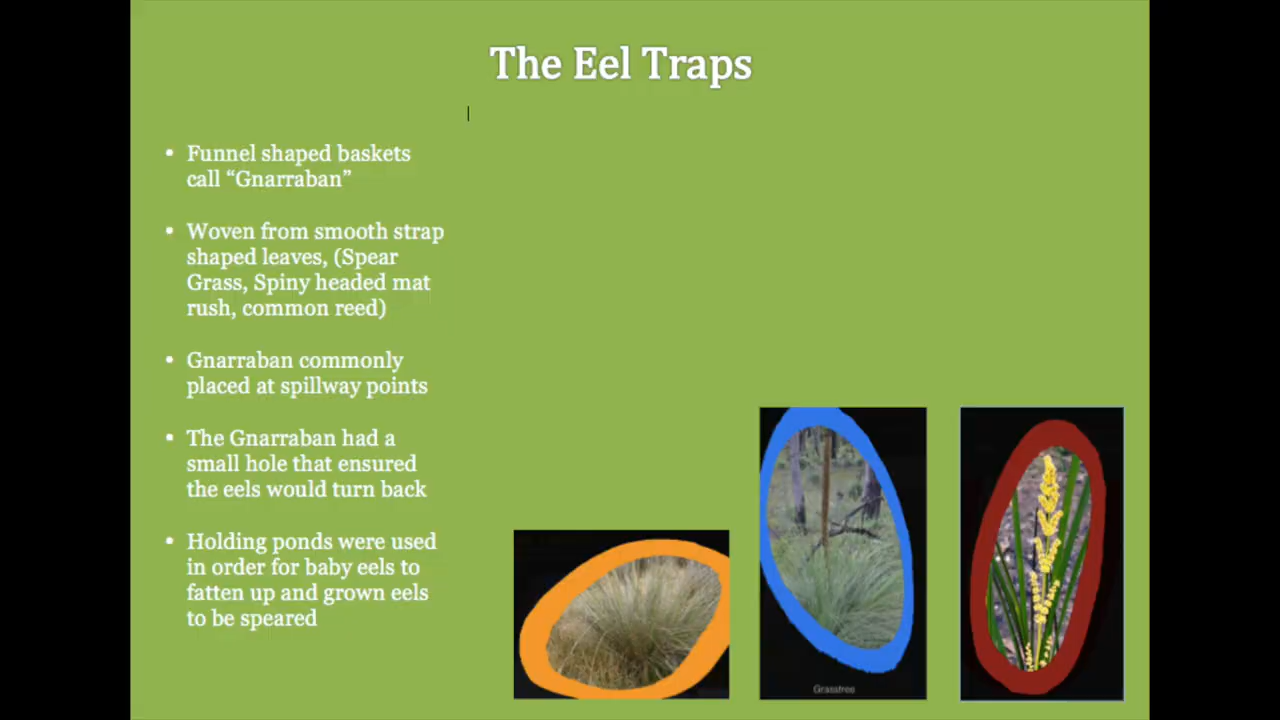 The Eel Traps
• Funnel shaped baskets
call “Gnarraban”
• Woven from smooth strap
shaped leaves, (Spear
Grass, Spiny headed mat
rush, common reed)
• Gnarraban commonly
placed at spillway points
• The Gnarraban had a
small hole that ensured
the eels would turn back
• Holding ponds were used
in order for baby eels to
fatten up and grown eels
to be speared
Grasstree